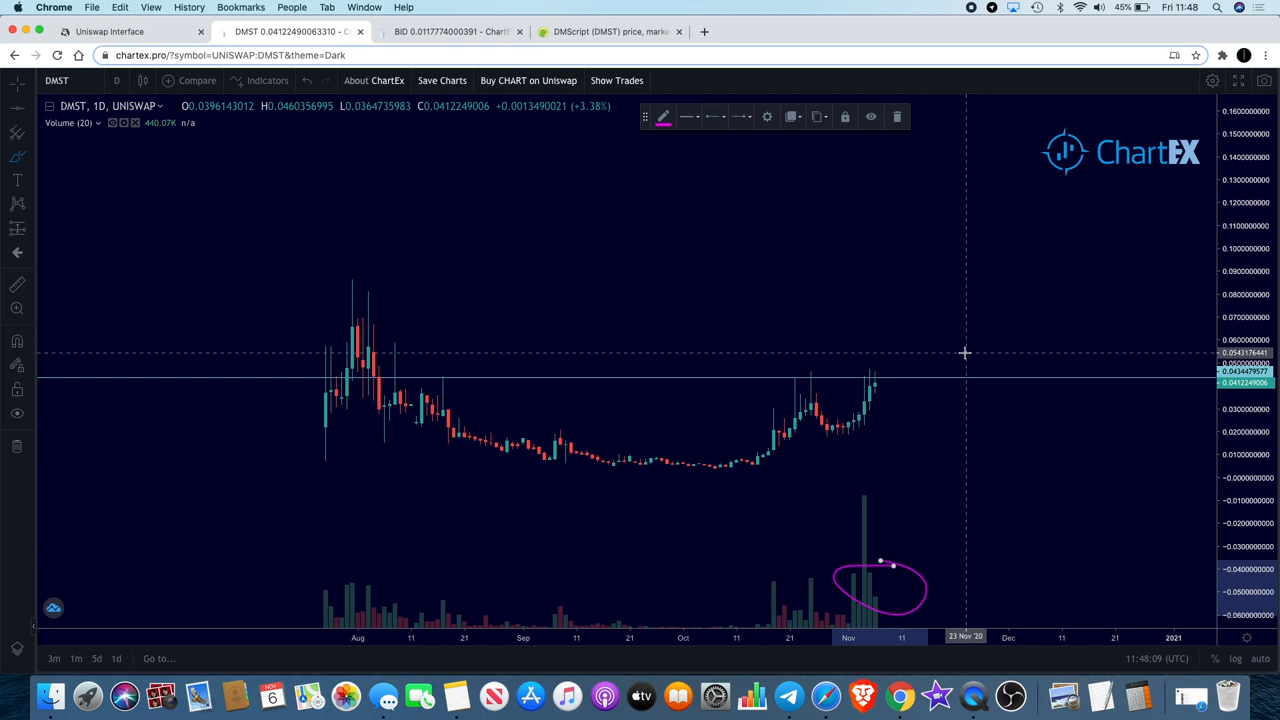 Chrome File Edit View History Bookmarks People Tab Window Help 45% Fri 11:48
Uniswap Interface DMST 0.04122490063310 - C BID 0.0117774000391 - Chart DMScript (DMST) price, marke
chartex.pro/?symbol=UNISWAP:DMST&theme=Dark
DMST D Compare Indicators About ChartEx Save Charts Buy CHART on Uniswap Show Trades
DMST, 1D, UNISWAP O0.0396143012 H0.0460356995 L0.0364735983 C0.0412249006 +0.0013490021 (+3.38%)
Volume (20) 440.07K n/a
ChartEX
0.1600000000
0.1500000000
0.1400000000
0.1300000000
0.1200000000
0.1100000000
0.1000000000
0.0900000000
0.0800000000
0.0700000000
0.0600000000
0.0543176441
0.0434479577
0.0412249006
0.0300000000
0.0200000000
0.0100000000
−0.0000000000
−0.0100000000
−0.0200000000
−0.0300000000
−0.0400000000
−0.0500000000
−0.0600000000
Aug 11 21 Sep 11 21 Oct 11 21 Nov 11 23 Nov '20 Dec 11 21 2021
3m 1m 5d 1d Go to... 11:48:09 (UTC) % log auto
NOV
6
tv